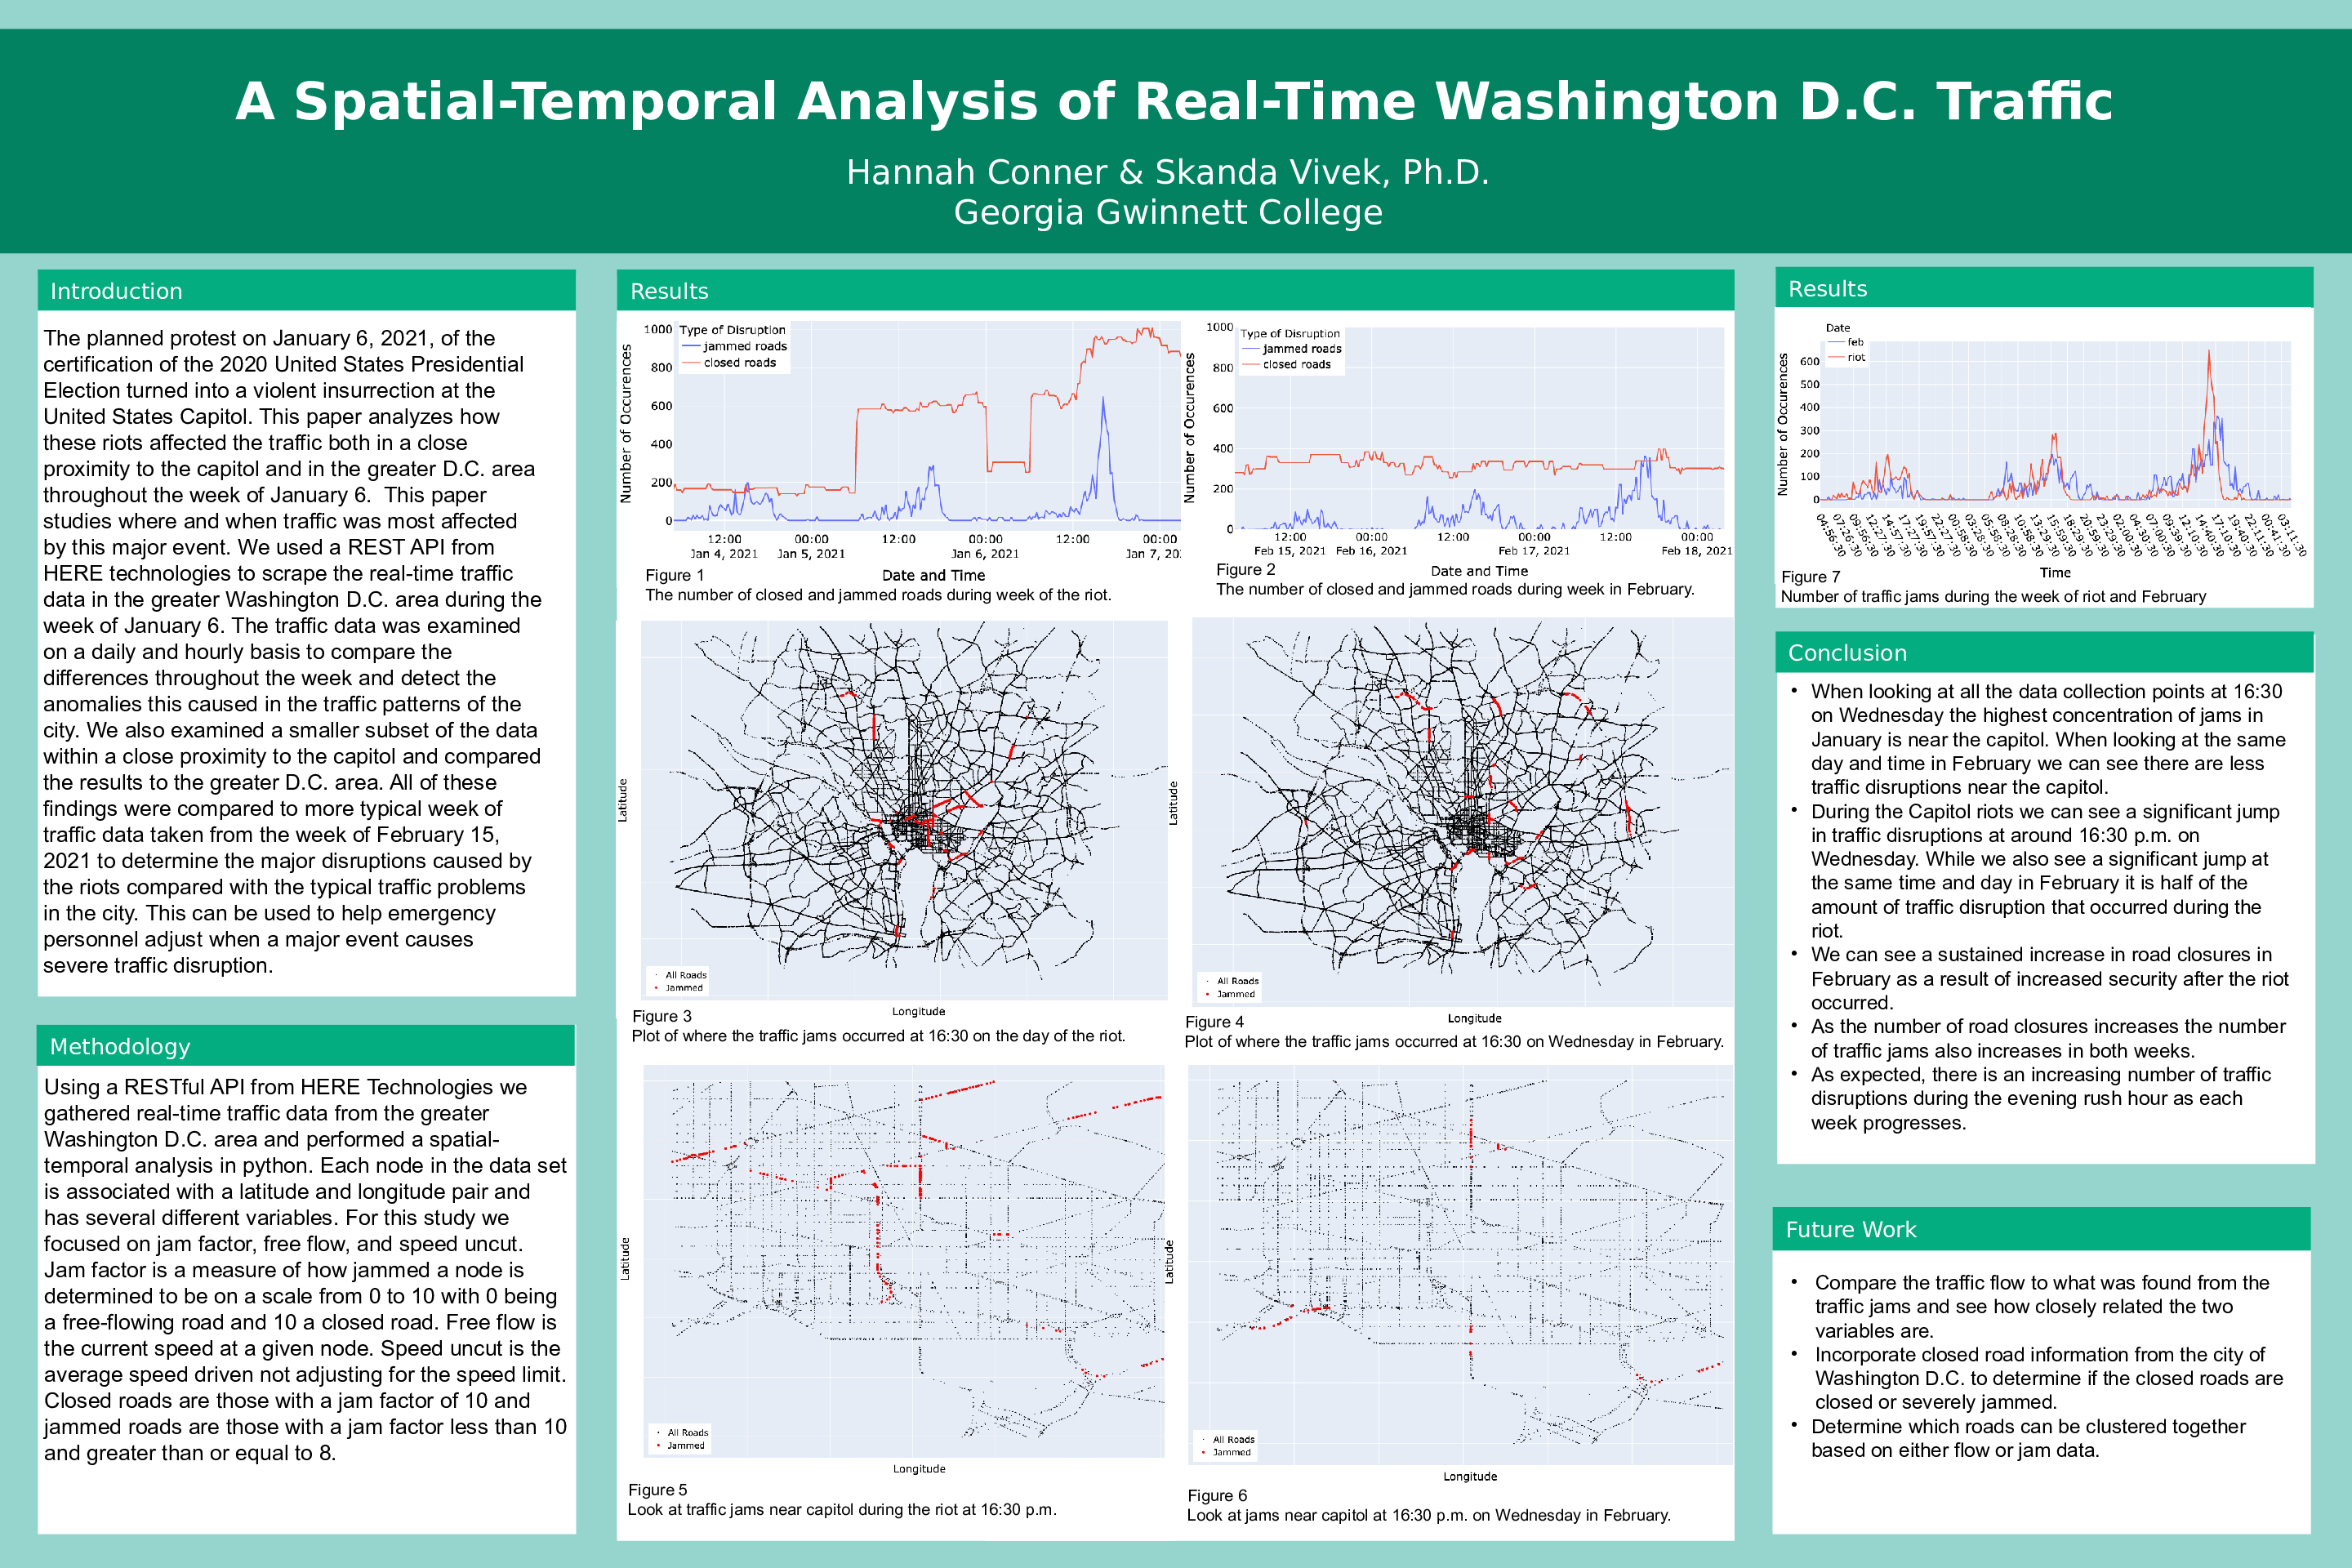 A Spatial-Temporal Analysis of Real-Time Washington D.C. Traffic
Hannah Conner & Skanda Vivek, Ph.D.
Georgia Gwinnett College
Introduction
The planned protest on January 6, 2021, of the
certification of the 2020 United States Presidential
Election turned into a violent insurrection at the
United States Capitol. This paper analyzes how
these riots affected the traffic both in a close
proximity to the capitol and in the greater D.C. area
throughout the week of January 6.  This paper
studies where and when traffic was most affected
by this major event. We used a REST API from
HERE technologies to scrape the real-time traffic
data in the greater Washington D.C. area during the
week of January 6. The traffic data was examined
on a daily and hourly basis to compare the
differences throughout the week and detect the
anomalies this caused in the traffic patterns of the
city. We also examined a smaller subset of the data
within a close proximity to the capitol and compared
the results to the greater D.C. area. All of these
findings were compared to more typical week of
traffic data taken from the week of February 15,
2021 to determine the major disruptions caused by
the riots compared with the typical traffic problems
in the city. This can be used to help emergency
personnel adjust when a major event causes
severe traffic disruption.
Methodology
Using a RESTful API from HERE Technologies we
gathered real-time traffic data from the greater
Washington D.C. area and performed a spatial-
temporal analysis in python. Each node in the data set
is associated with a latitude and longitude pair and
has several different variables. For this study we
focused on jam factor, free flow, and speed uncut.
Jam factor is a measure of how jammed a node is
determined to be on a scale from 0 to 10 with 0 being
a free-flowing road and 10 a closed road. Free flow is
the current speed at a given node. Speed uncut is the
average speed driven not adjusting for the speed limit.
Closed roads are those with a jam factor of 10 and
jammed roads are those with a jam factor less than 10
and greater than or equal to 8.
Results
Number of Occurences
1000
800
600
400
200
0
Type of Disruption
jammed roads
closed roads
12:00 00:00 12:00 00:00 12:00 00:00
Jan 4, 2021 Jan 5, 2021 Jan 6, 2021 Jan 7, 20
Date and Time
Figure 1
The number of closed and jammed roads during week of the riot.
Number of Occurences
1000
800
600
400
200
0
Type of Disruption
jammed roads
closed roads
12:00 00:00 12:00 00:00 12:00 00:00
Feb 15, 2021 Feb 16, 2021 Feb 17, 2021 Feb 18, 2021
Date and Time
Figure 2
The number of closed and jammed roads during week in February.
Latitude
All Roads
Jammed
Longitude
Figure 3
Plot of where the traffic jams occurred at 16:30 on the day of the riot.
Latitude
All Roads
Jammed
Longitude
Figure 4
Plot of where the traffic jams occurred at 16:30 on Wednesday in February.
Latitude
All Roads
Jammed
Longitude
Figure 5
Look at traffic jams near capitol during the riot at 16:30 p.m.
Latitude
All Roads
Jammed
Longitude
Figure 6
Look at jams near capitol at 16:30 p.m. on Wednesday in February.
Results
Date
feb
riot
Number of Occurences
600
500
400
300
200
100
0
04:56:30 07:26:30 09:56:30 12:27:30 14:57:30 17:27:30 19:57:30 22:27:30 00:58:30 03:28:30 05:58:30 08:28:30 10:58:30 13:29:30 15:59:30 18:29:30 20:59:30 23:29:30 02:00:30 04:30:30 07:00:30 09:39:30 12:10:30 14:40:30 17:10:30 19:40:30 22:11:30 00:41:30 03:11:30
Time
Figure 7
Number of traffic jams during the week of riot and February
Conclusion
• When looking at all the data collection points at 16:30
on Wednesday the highest concentration of jams in
January is near the capitol. When looking at the same
day and time in February we can see there are less
traffic disruptions near the capitol.
• During the Capitol riots we can see a significant jump
in traffic disruptions at around 16:30 p.m. on
Wednesday. While we also see a significant jump at
the same time and day in February it is half of the
amount of traffic disruption that occurred during the
riot.
• We can see a sustained increase in road closures in
February as a result of increased security after the riot
occurred.
• As the number of road closures increases the number
of traffic jams also increases in both weeks.
• As expected, there is an increasing number of traffic
disruptions during the evening rush hour as each
week progresses.
Future Work
• Compare the traffic flow to what was found from the
traffic jams and see how closely related the two
variables are.
• Incorporate closed road information from the city of
Washington D.C. to determine if the closed roads are
closed or severely jammed.
• Determine which roads can be clustered together
based on either flow or jam data.